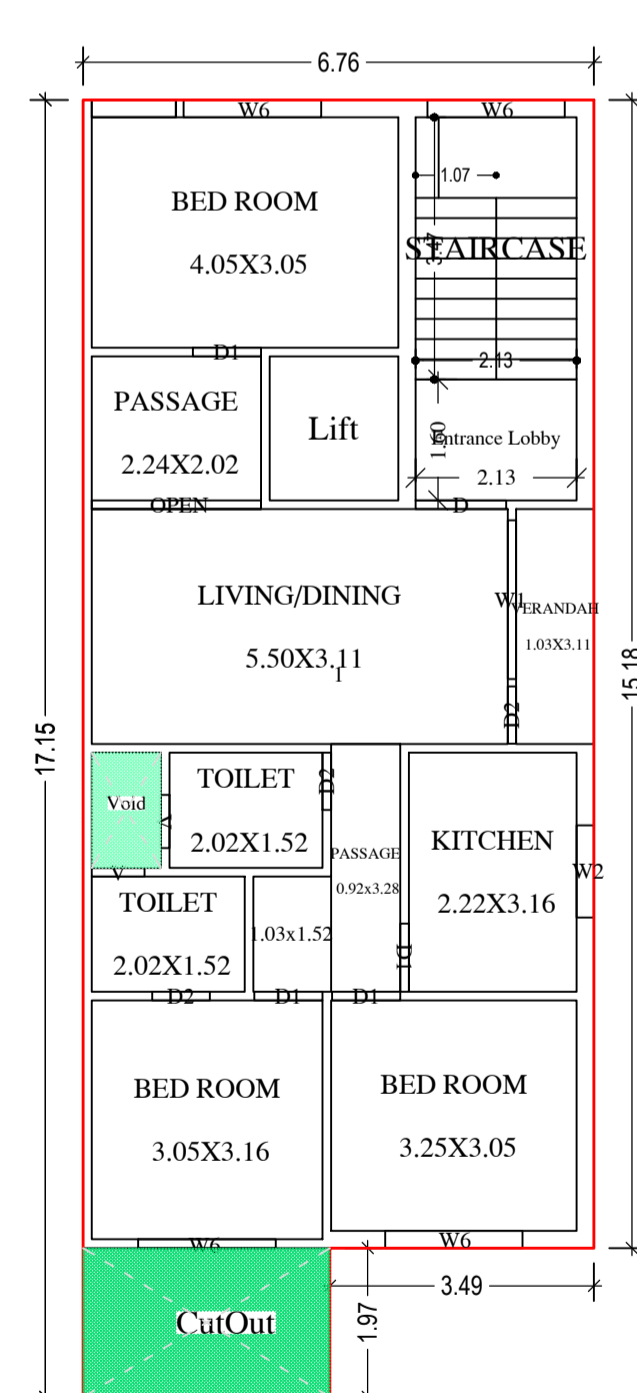 6.76
W6
W6
1.07
BED ROOM
4.05X3.05
STAIRCASE
3.47
D1
2.13
PASSAGE
2.24X2.02
Lift
1.60
Entrance Lobby
2.13
OPEN
D
LIVING/DINING
5.50X3.11
1
W1
VERANDAH
1.03X3.11
D2
15.18
17.15
Void
A
V
TOILET
2.02X1.52
D2
PASSAGE
0.92x3.28
KITCHEN
2.22X3.16
W2
TOILET
2.02X1.52
1.03x1.52
D1
D2
D1
D1
BED ROOM
3.05X3.16
BED ROOM
3.25X3.05
W6
W6
3.49
CutOut
1.97